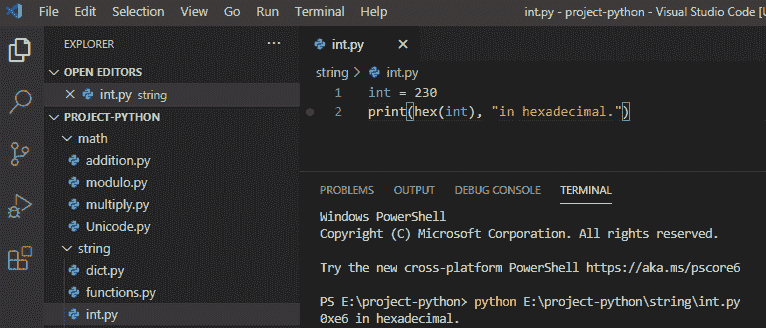 File Edit Selection View Go Run Terminal Help int.py - project-python - Visual Studio Code [U
EXPLORER ...
OPEN EDITORS
int.py string
PROJECT-PYTHON
math
addition.py
modulo.py
multiply.py
Unicode.py
string
dict.py
functions.py
int.py
int.py
string > int.py
1 int = 230
2 print(hex(int), "in hexadecimal.")
PROBLEMS OUTPUT DEBUG CONSOLE TERMINAL
Windows PowerShell
Copyright (C) Microsoft Corporation. All rights reserved.
Try the new cross-platform PowerShell https://aka.ms/pscore6
PS E:\project-python> python E:\project-python\string\int.py
0xe6 in hexadecimal.